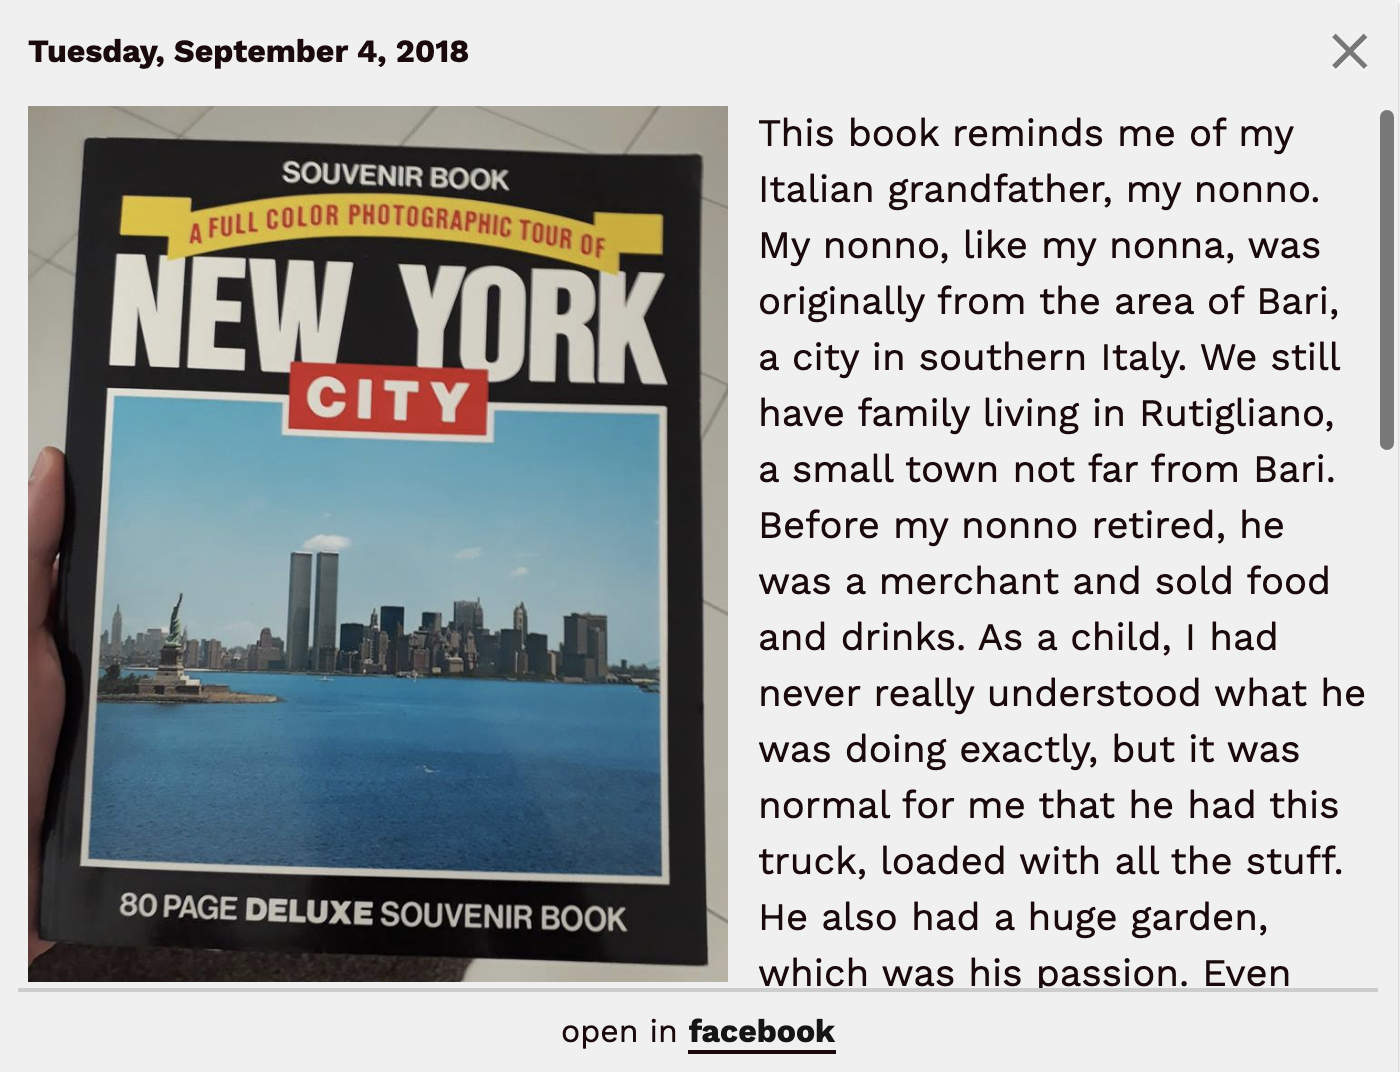 Tuesday, September 4, 2018
SOUVENIR BOOK
A FULL COLOR PHOTOGRAPHIC TOUR OF
NEW YORK
CITY
80 PAGE DELUXE SOUVENIR BOOK
This book reminds me of my
Italian grandfather, my nonno.
My nonno, like my nonna, was
originally from the area of Bari,
a city in southern Italy. We still
have family living in Rutigliano,
a small town not far from Bari.
Before my nonno retired, he
was a merchant and sold food
and drinks. As a child, I had
never really understood what he
was doing exactly, but it was
normal for me that he had this
truck, loaded with all the stuff.
He also had a huge garden,
which was his passion. Even
open in facebook